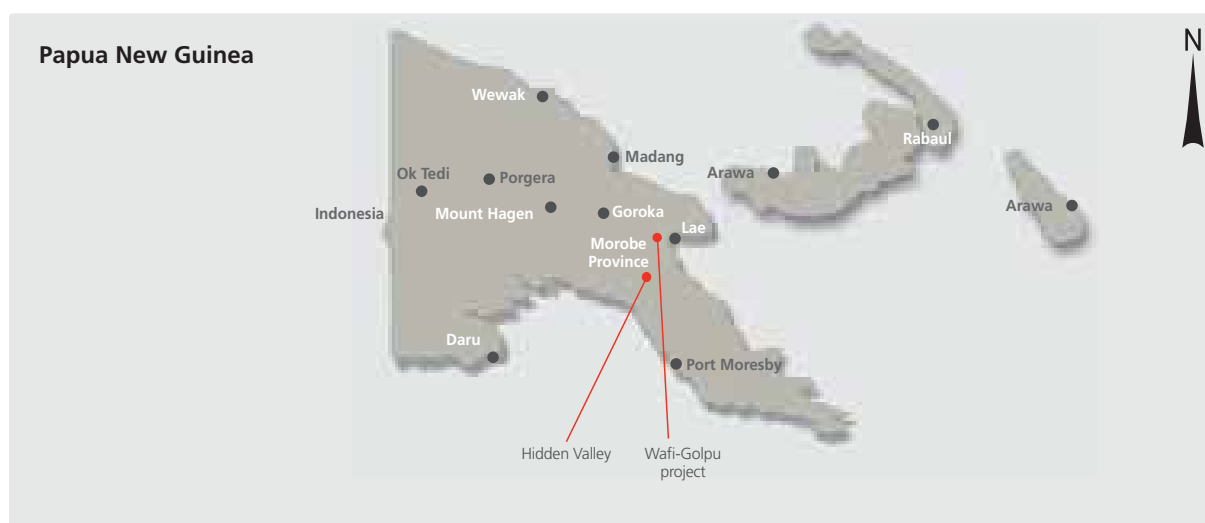 Papua New Guinea
N
Wewak
Rabaul
Madang
Ok Tedi
Porgera
Arawa
Indonesia
Mount Hagen
Goroka
Arawa
Lae
Morobe
Province
Daru
Port Moresby
Hidden Valley
Wafi-Golpu
project